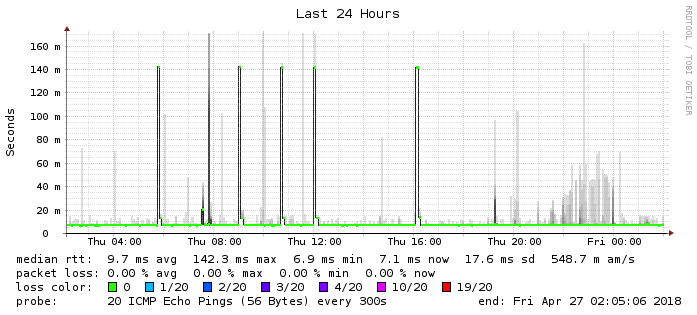 Last 24 Hours
RRDTOOL / TOBI OETIKER
Seconds
160 m
140 m
120 m
100 m
80 m
60 m
40 m
20 m
0
Thu 04:00 Thu 08:00 Thu 12:00 Thu 16:00 Thu 20:00 Fri 00:00
median rtt: 9.7 ms avg 142.3 ms max 6.9 ms min 7.1 ms now 17.6 ms sd 548.7 m am/s
packet loss: 0.00 % avg 0.00 % max 0.00 % min 0.00 % now
loss color: 0 1/20 2/20 3/20 4/20 10/20 19/20
probe: 20 ICMP Echo Pings (56 Bytes) every 300s end: Fri Apr 27 02:05:06 2018